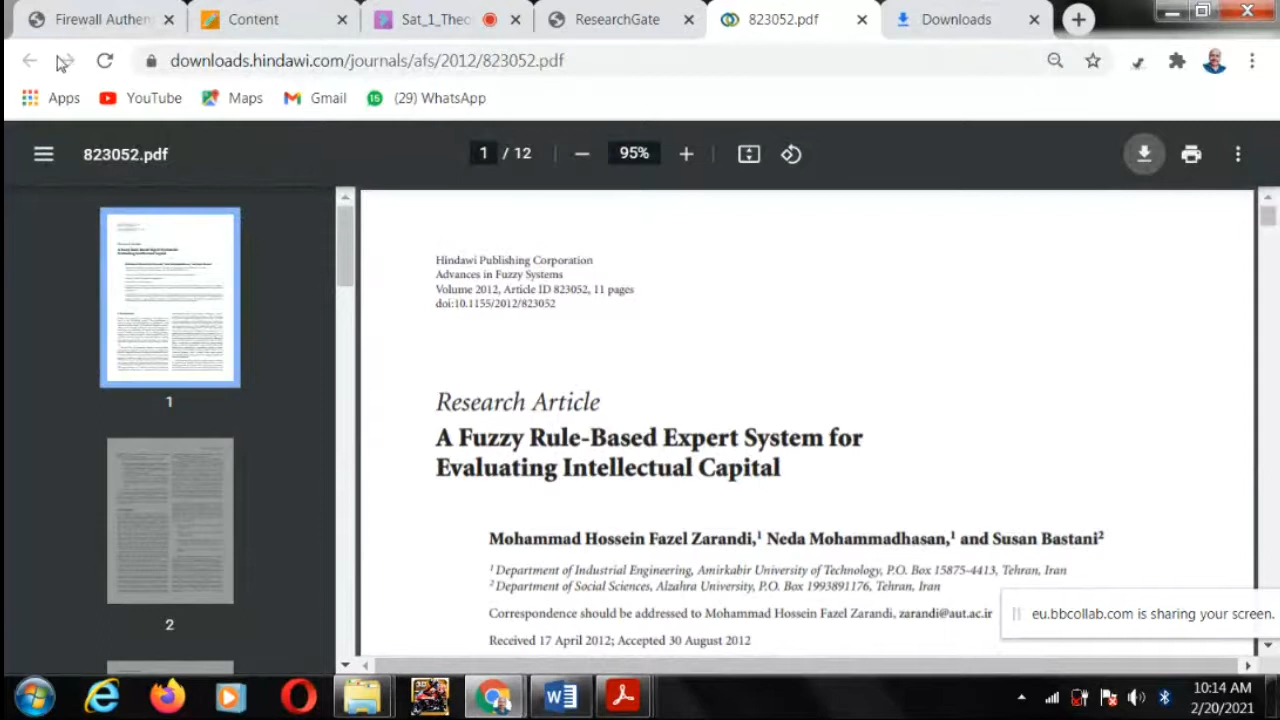 Firewall Authen
Content
Sat_1_Theo
ResearchGate
823052.pdf
Downloads
downloads.hindawi.com/journals/afs/2012/823052.pdf
Apps
YouTube
Maps
Gmail
(29) WhatsApp
823052.pdf
1 / 12
95%
Hindawi Publishing Corporation
Advances in Fuzzy Systems
Volume 2012, Article ID 823052, 11 pages
doi:10.1155/2012/823052
Research Article
A Fuzzy Rule-Based Expert System for
Evaluating Intellectual Capital
Mohammad Hossein Fazel Zarandi,¹ Neda Mohammadhasan,¹ and Susan Bastani²
¹ Department of Industrial Engineering, Amirkabir University of Technology, P.O. Box 15875-4413, Tehran, Iran
² Department of Social Sciences, Alzahra University, P.O. Box 1993891176, Tehran, Iran
Correspondence should be addressed to Mohammad Hossein Fazel Zarandi, zarandi@aut.ac.ir
Received 17 April 2012; Accepted 30 August 2012
1
2
eu.bbcollab.com is sharing your screen.
10:14 AM
2/20/2021